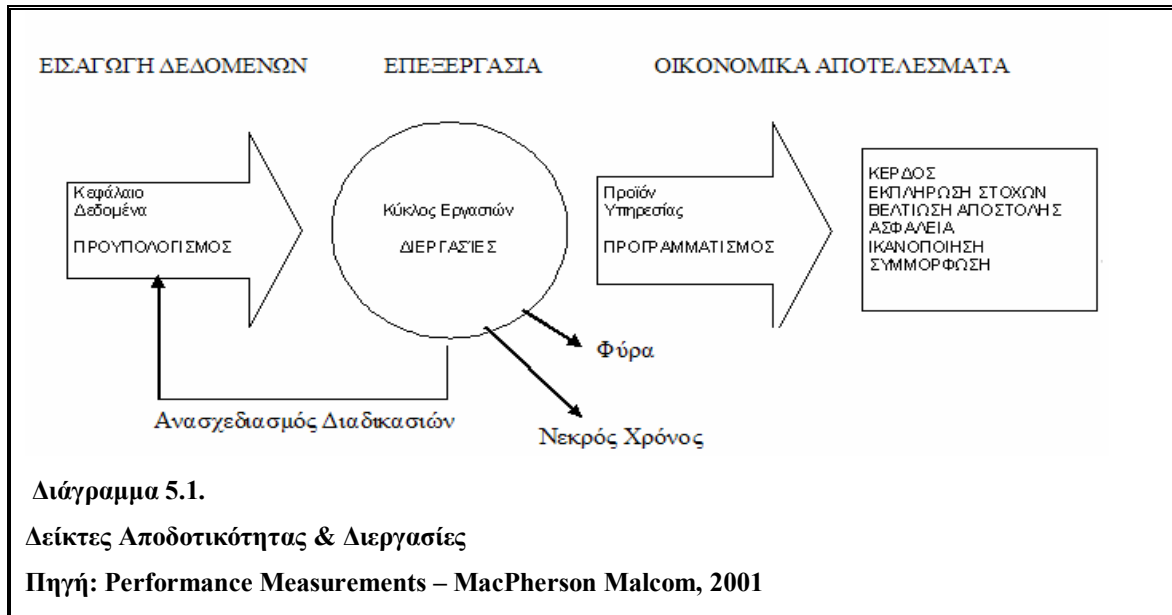 ΕΙΣΑΓΩΓΗ ΔΕΔΟΜΕΝΩΝ
ΕΠΕΞΕΡΓΑΣΙΑ
ΟΙΚΟΝΟΜΙΚΑ ΑΠΟΤΕΛΕΣΜΑΤΑ
Κεφάλαιο
Δεδομένα
ΠΡΟΥΠΟΛΟΓΙΣΜΟΣ
Κύκλος Εργασιών
ΔΙΕΡΓΑΣΊΕΣ
Προϊόν
Υπηρεσίας
ΠΡΟΓΡΑΜΜΑΤΙΣΜΟΣ
ΚΕΡΔΟΣ
ΕΚΠΛΗΡΩΣΗ ΣΤΟΧΩΝ
ΒΕΛΤΙΩΣΗ ΑΠΟΣΤΟΛΗΣ
ΑΣΦΑΛΕΙΑ
ΙΚΑΝΟΠΟΙΗΣΗ
ΣΥΜΜΟΡΦΩΣΗ
Φύρα
Ανασχεδιασμός Διαδικασιών
Νεκρός Χρόνος
Διάγραμμα 5.1.
Δείκτες Αποδοτικότητας & Διεργασίες
Πηγή: Performance Measurements – MacPherson Malcom, 2001